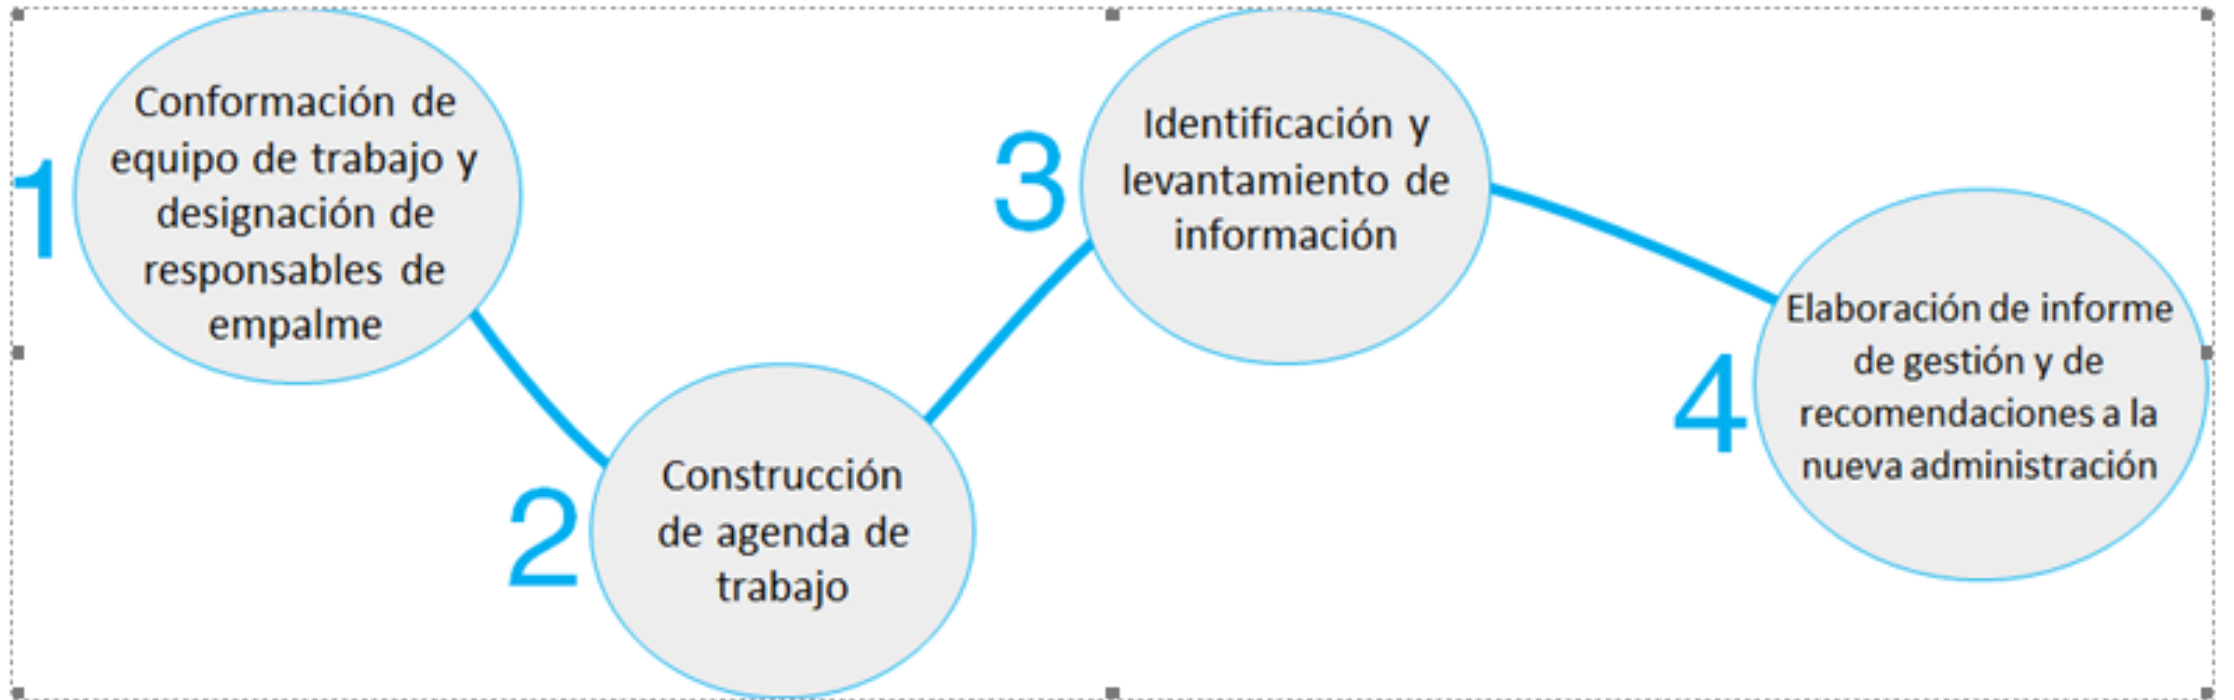 1
Conformación de
equipo de trabajo y
designación de
responsables de
empalme
2
Construcción
de agenda de
trabajo
3
Identificación y
levantamiento de
información
4
Elaboración de informe
de gestión y de
recomendaciones a la
nueva administración